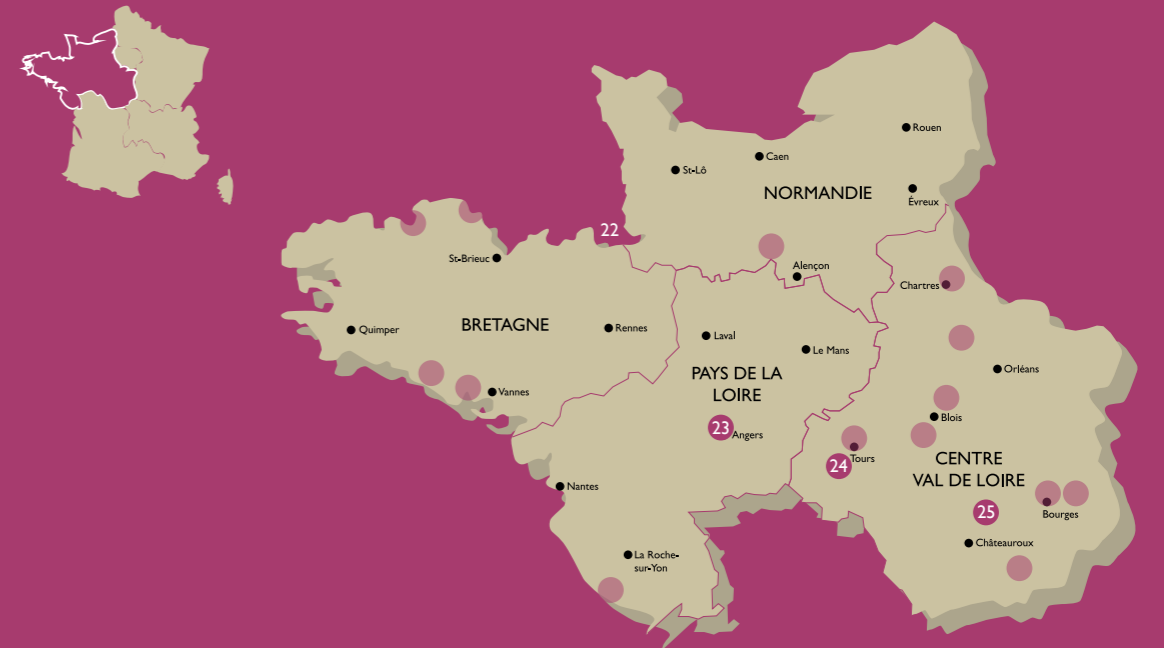 Rouen
Caen
St-Lô
NORMANDIE
Évreux
22
St-Brieuc
Alençon
Chartres
Quimper
BRETAGNE
Rennes
Laval
Le Mans
Orléans
PAYS DE LA
LOIRE
Vannes
Blois
23
Angers
Tours
24
CENTRE
VAL DE LOIRE
Nantes
25
Bourges
Châteauroux
La Roche-
sur-Yon